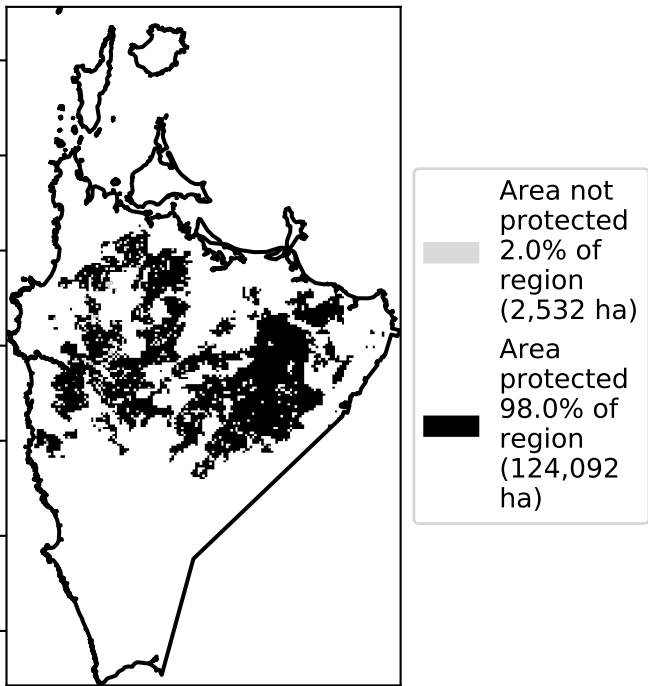 Area not
protected
2.0% of
region
(2,532 ha)
Area
protected
98.0% of
region
(124,092
ha)